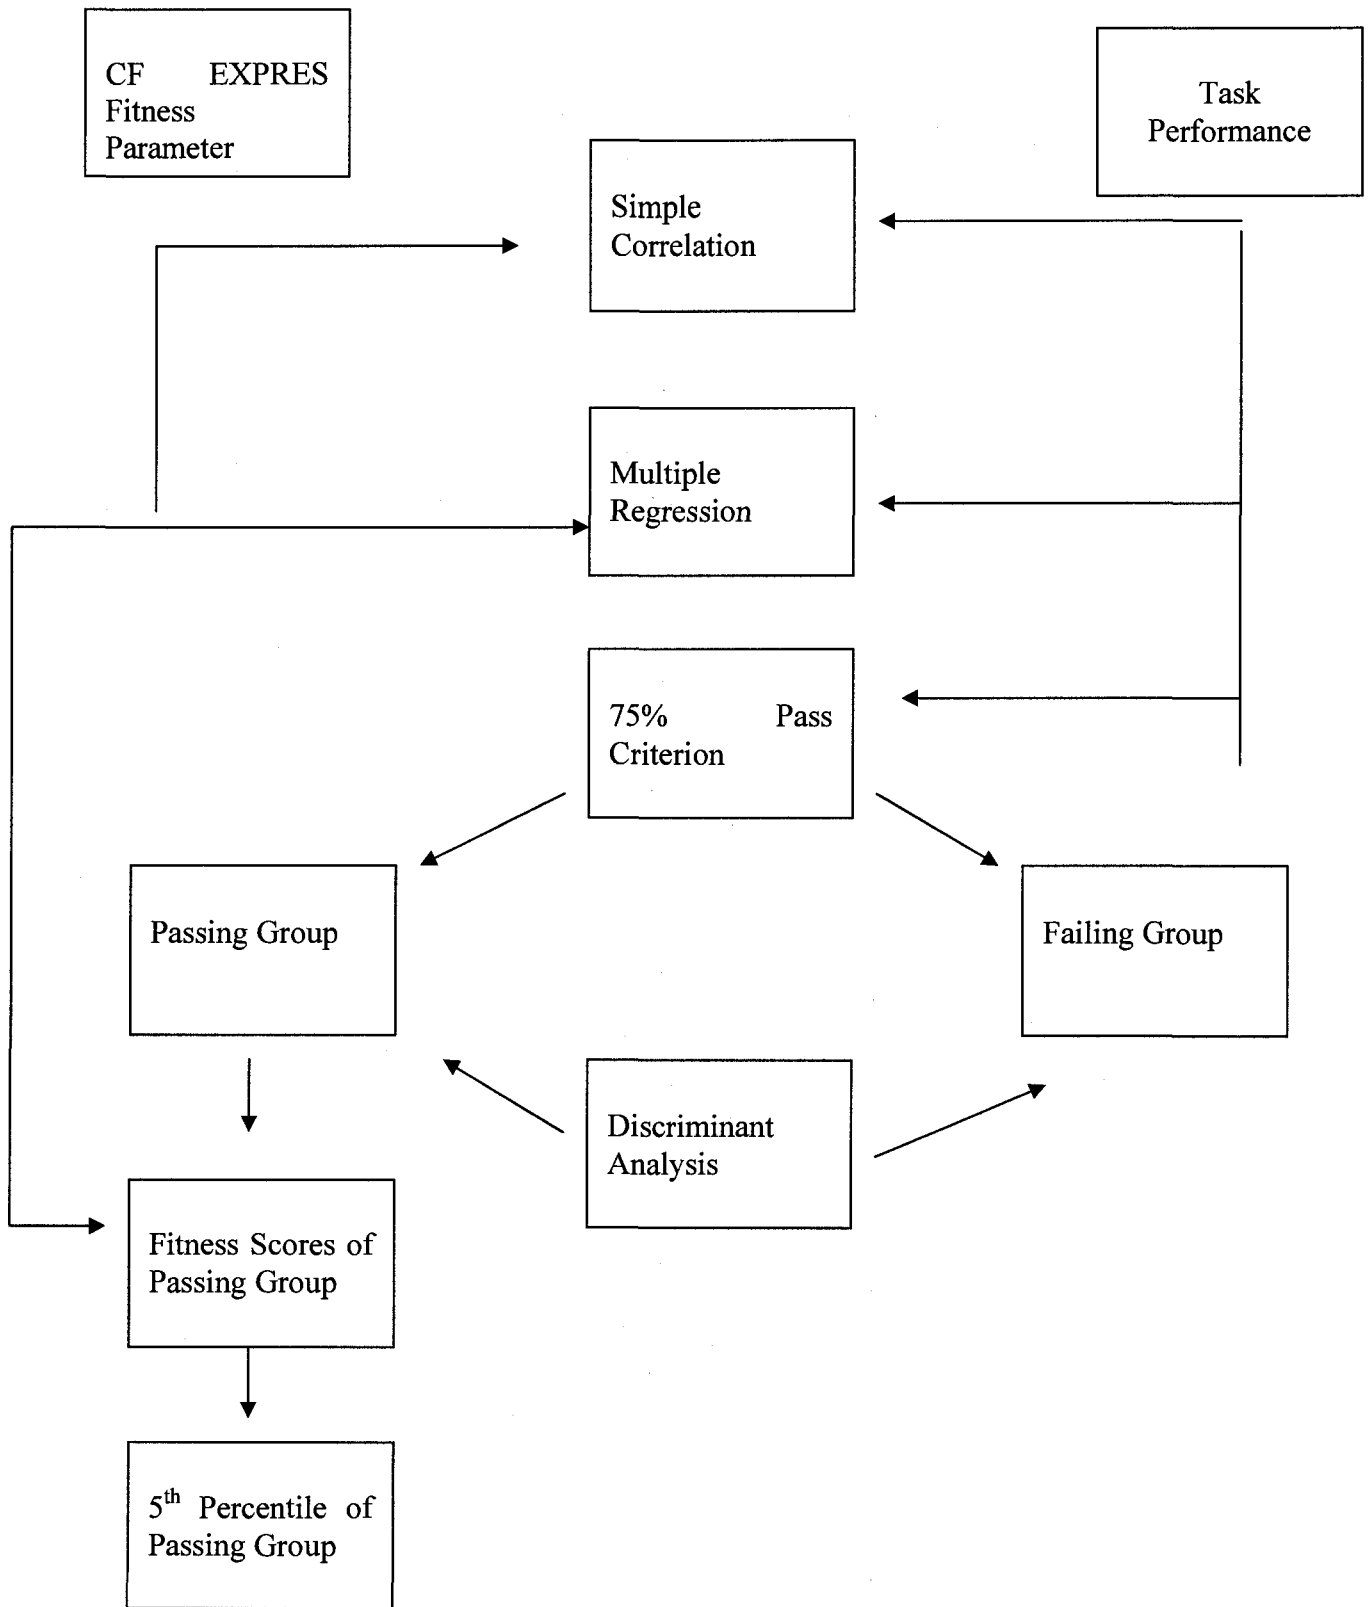 CF EXPRES
Fitness
Parameter
Task
Performance
Simple
Correlation
Multiple
Regression
75% Pass
Criterion
Passing Group
Failing Group
Discriminant
Analysis
Fitness Scores of
Passing Group
5th Percentile of
Passing Group